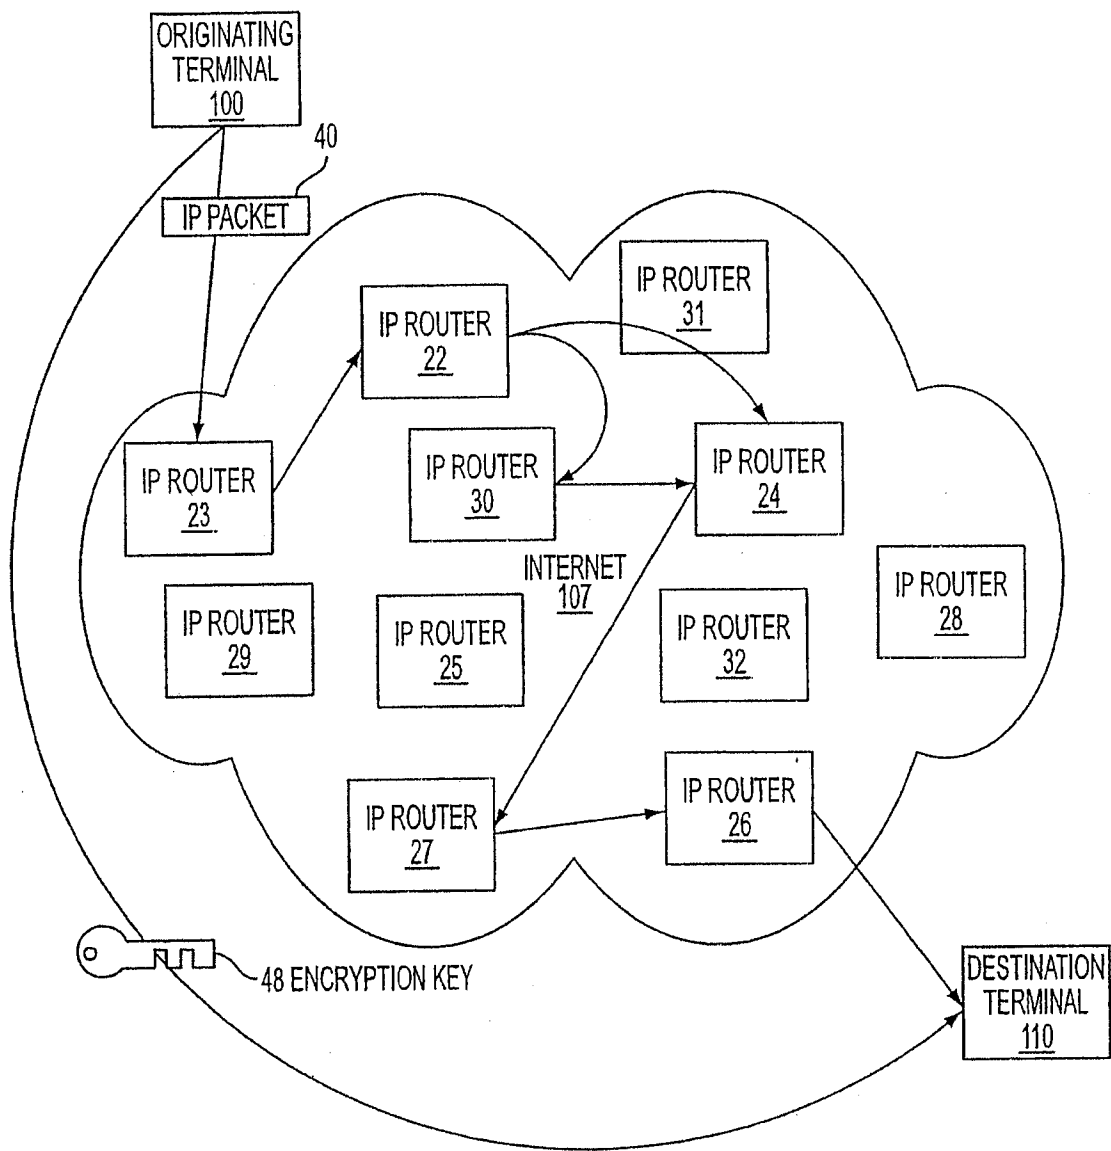 ORIGINATING
TERMINAL
100
40
IP PACKET
IP ROUTER
31
IP ROUTER
22
IP ROUTER
23
IP ROUTER
30
IP ROUTER
24
INTERNET
107
IP ROUTER
28
IP ROUTER
29
IP ROUTER
25
IP ROUTER
32
IP ROUTER
27
IP ROUTER
26
48 ENCRYPTION KEY
DESTINATION
TERMINAL
110